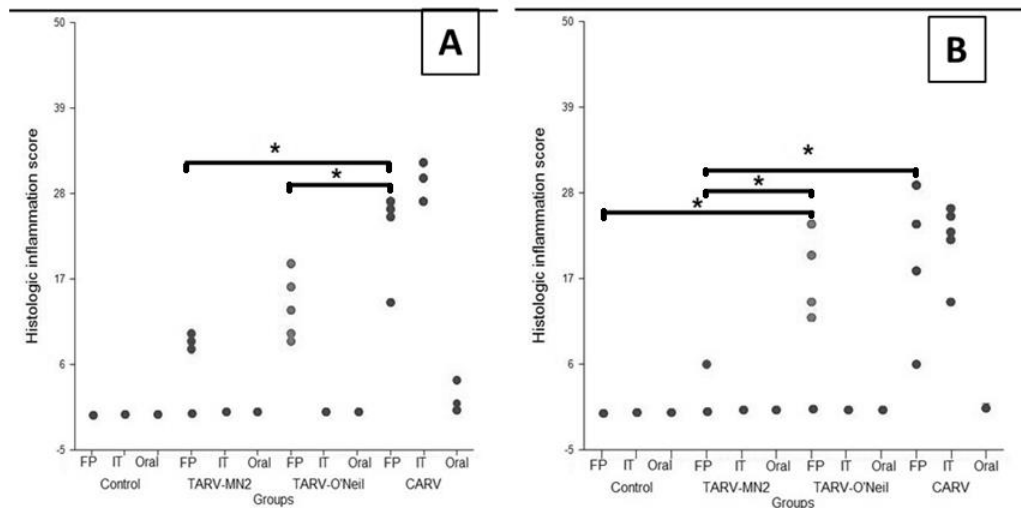 A
50
39
28
17
6
-5
Histologic inflammation score
*
*
FP IT Oral FP IT Oral FP IT Oral FP IT Oral
Control TARV-MN2 TARV-O'Neil CARV
Groups
B
50
39
28
17
6
-5
Histologic inflammation score
*
*
*
FP IT Oral FP IT Oral FP IT Oral FP IT Oral
Control TARV-MN2 TARV-O'Neil CARV
Groups